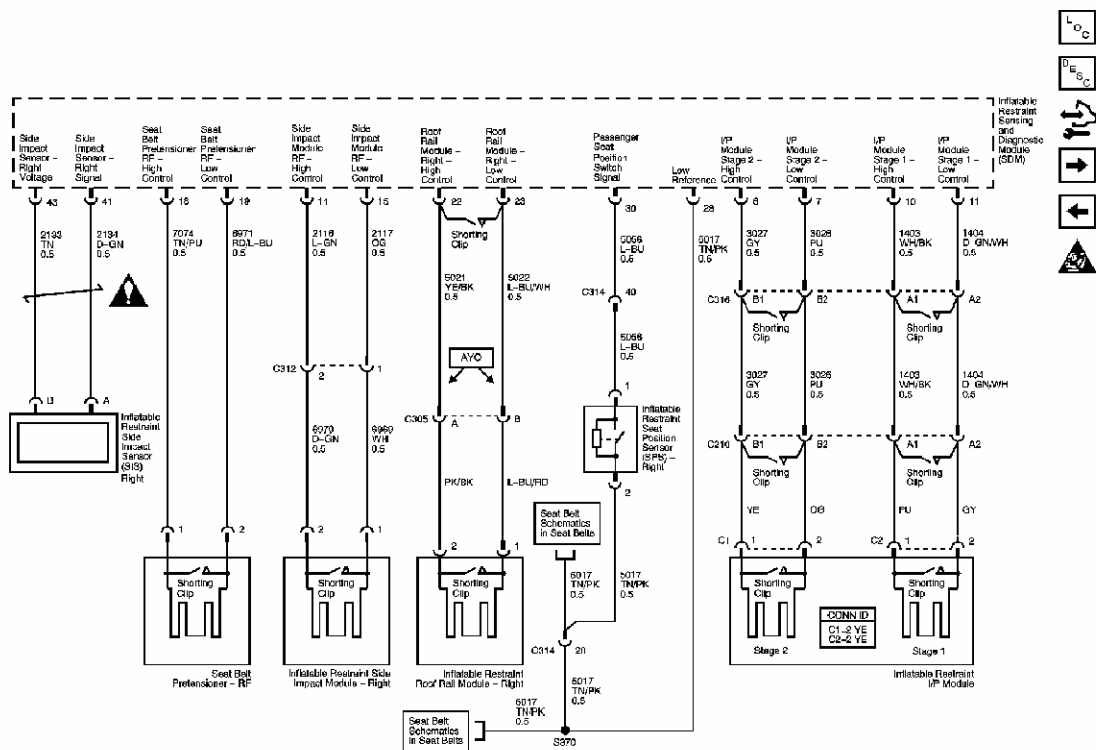 L O C
D E S C
Inflatable
Restraint
Sensing
and
Diagnostic
Module
(SDM)
Side
Impact
Sensor –
Right
Voltage
Side
Impact
Sensor –
Right
Signal
Seat
Belt
Pretensioner
RF –
High
Control
Seat
Belt
Pretensioner
RF –
Low
Control
Side
Impact
Module
RF –
High
Control
Side
Impact
Module
RF –
Low
Control
Roof
Rail
Module –
Right –
High
Control
Roof
Rail
Module –
Right –
Low
Control
Passenger
Seat
Position
Switch
Signal
Low
Reference
I/P
Module
Stage 2 –
High
Control
I/P
Module
Stage 2 –
Low
Control
I/P
Module
Stage 1 –
High
Control
I/P
Module
Stage 1 –
Low
Control
43
41
11
15
22
30
7
10
11
2133
TN
0.5
2134
D-GN
0.5
7074
TN/PU
0.5
6971
RD/L-BU
0.5
2116
L-GN
0.5
2117
OG
0.5
Shorting
Clip
5056
L-BU
0.5
5017
TN/PK
0.5
3027
GY
0.5
3026
PU
0.5
1403
WH/BK
0.5
1404
D-GN/WH
0.5
5021
YE/BK
0.5
5022
L-BU/WH
0.5
C314
40
C316
B1
B2
A1
A2
Shorting
Clip
Shorting
Clip
5056
L-BU
0.5
AYO
C312
2
1
3027
GY
0.5
3026
PU
0.5
1403
WH/BK
0.5
1404
D-GN/WH
0.5
1
A
Inflatable
Restraint
Side
Impact
Sensor
(SIS)
Right
6970
D-GN
0.5
6969
WH
0.5
C305
A
B
Inflatable
Restraint
Seat
Position
Sensor
(SPS) –
Right
C210
B1
B2
A1
A2
Shorting
Clip
Shorting
Clip
PK/BK
L-BU/RD
2
Seat Belt
Schematics
in Seat Belts
YE
OG
PU
GY
1
2
2
1
2
1
C1
1
2
C2
1
2
Shorting
Clip
Shorting
Clip
Shorting
Clip
5017
TN/PK
0.5
5017
TN/PK
0.5
Shorting
Clip
Shorting
Clip
CONN ID
C1=2 YE
C2=2 YE
Stage 2
Stage 1
C314
20
Seat Belt
Pretensioner – RF
Inflatable Restraint Side
Impact Module – Right
Inflatable Restraint
Roof Rail Module – Right
Inflatable Restraint
I/P Module
5017
TN/PK
0.5
5017
TN/PK
0.5
Seat Belt
Schematics
in Seat Belts
S370